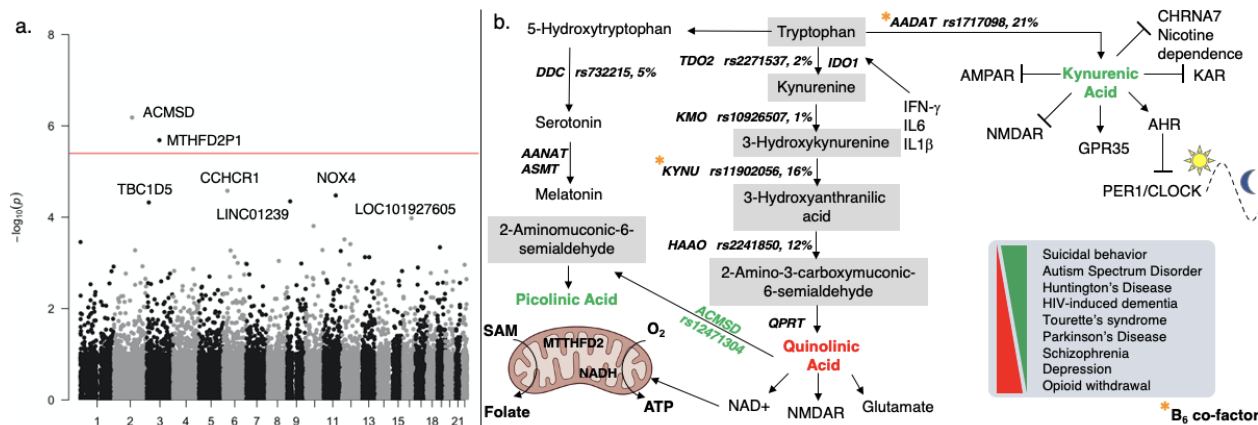 a.
8
6
4
2
0
−log10(p)
ACMSD
MTHFD2P1
TBC1D5
CCHCR1
LINC01239
NOX4
LOC101927605
1 2 3 4 5 6 7 8 9 11 13 15 18 21
b.
5-Hydroxytryptophan
Tryptophan
*AADAT rs1717098, 21%
DDC rs732215, 5%
TDO2 rs2271537, 2% IDO1
Kynurenine
Serotonin
KMO rs10926507, 1%
IFN-γ
IL6
IL1β
3-Hydroxykynurenine
AANAT
ASMT
*KYNU rs11902056, 16%
Melatonin
3-Hydroxyanthranilic
acid
2-Aminomuconic-6-
semialdehyde
HAAO rs2241850, 12%
2-Amino-3-carboxymuconic-
6-semialdehyde
Picolinic Acid
ACMSD
rs12471304
QPRT
Quinolinic
Acid
SAM
O2
MTTHFD2
NADH
Folate
ATP
NAD+
NMDAR
Glutamate
CHRNA7
Nicotine
dependence
AMPAR
Kynurenic
Acid
KAR
NMDAR
GPR35
AHR
PER1/CLOCK
Suicidal behavior
Autism Spectrum Disorder
Huntington's Disease
HIV-induced dementia
Tourette's syndrome
Parkinson's Disease
Schizophrenia
Depression
Opioid withdrawal
*B6 co-factor